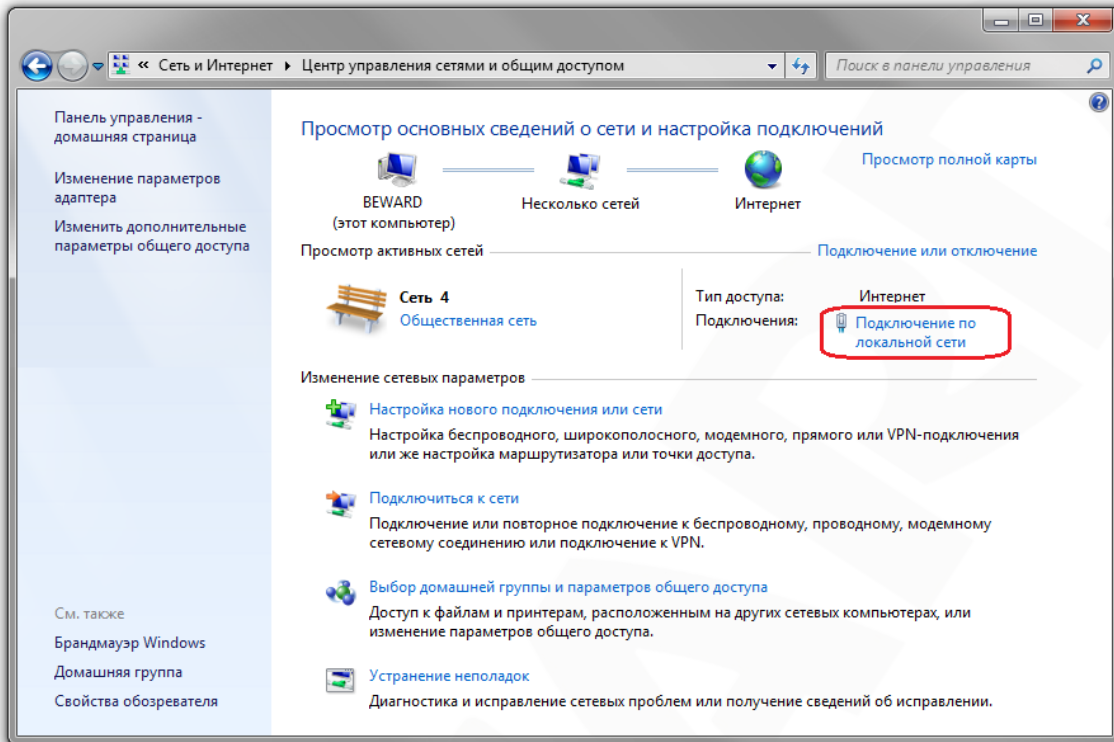 « Сеть и Интернет ▸ Центр управления сетями и общим доступом
Поиск в панели управления
Панель управления -
домашняя страница
Изменение параметров
адаптера
Изменить дополнительные
параметры общего доступа
См. также
Брандмауэр Windows
Домашняя группа
Свойства обозревателя
Просмотр основных сведений о сети и настройка подключений
Просмотр полной карты
BEWARD
(этот компьютер)
Несколько сетей
Интернет
Просмотр активных сетей
Подключение или отключение
Сеть 4
Общественная сеть
Тип доступа: Интернет
Подключения: Подключение по
локальной сети
Изменение сетевых параметров
Настройка нового подключения или сети
Настройка беспроводного, широкополосного, модемного, прямого или VPN-подключения
или же настройка маршрутизатора или точки доступа.
Подключиться к сети
Подключение или повторное подключение к беспроводному, проводному, модемному
сетевому соединению или подключение к VPN.
Выбор домашней группы и параметров общего доступа
Доступ к файлам и принтерам, расположенным на других сетевых компьютерах, или
изменение параметров общего доступа.
Устранение неполадок
Диагностика и исправление сетевых проблем или получение сведений об исправлении.